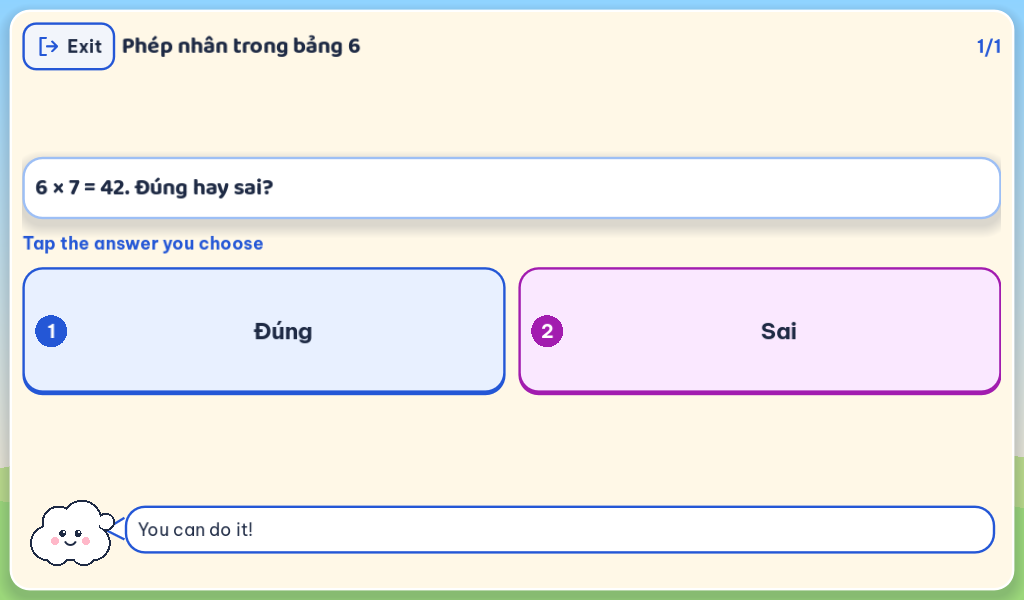 Exit
Phép nhân trong bảng 6
1/1
6 × 7 = 42. Đúng hay sai?
Tap the answer you choose
1
Đúng
2
Sai
You can do it!